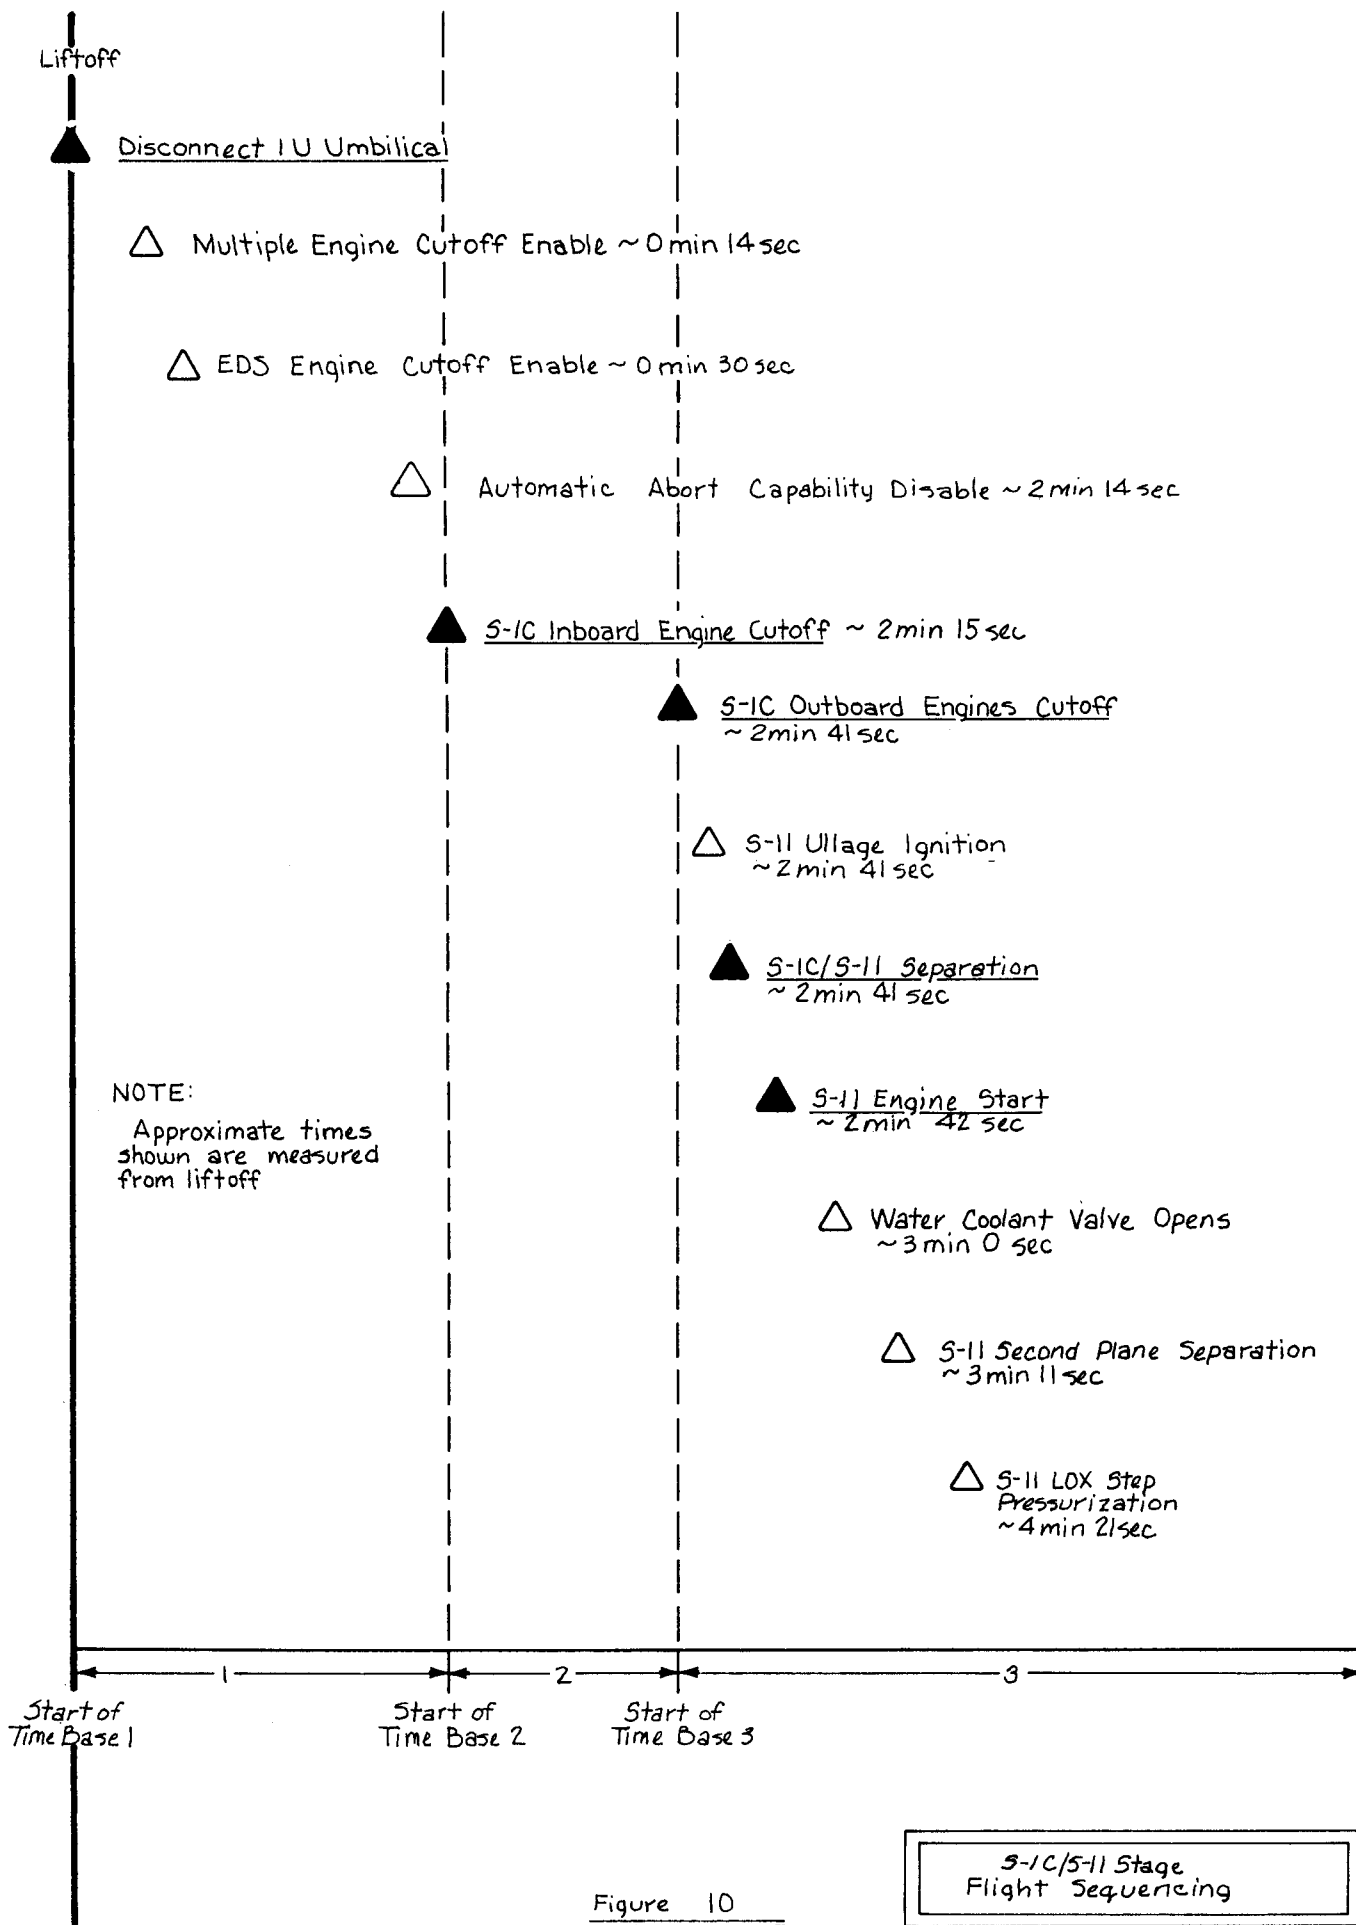 Liftoff
Disconnect IU Umbilical
Multiple Engine Cutoff Enable ~ 0 min 14 sec
EDS Engine Cutoff Enable ~ 0 min 30 sec
Automatic Abort Capability Disable ~ 2 min 14 sec
S-IC Inboard Engine Cutoff ~ 2 min 15 sec
S-IC Outboard Engines Cutoff
~ 2 min 41 sec
S-II Ullage Ignition
~ 2 min 41 sec
S-IC/S-II Separation
~ 2 min 41 sec
NOTE:
Approximate times
shown are measured
from liftoff
S-II Engine Start
~ 2 min 42 sec
Water Coolant Valve Opens
~ 3 min 0 sec
S-II Second Plane Separation
~ 3 min 11 sec
S-II LOX Step
Pressurization
~ 4 min 21 sec
1 2 3
Start of
Time Base 1
Start of
Time Base 2
Start of
Time Base 3
S-IC/S-II Stage
Flight Sequencing
Figure 10